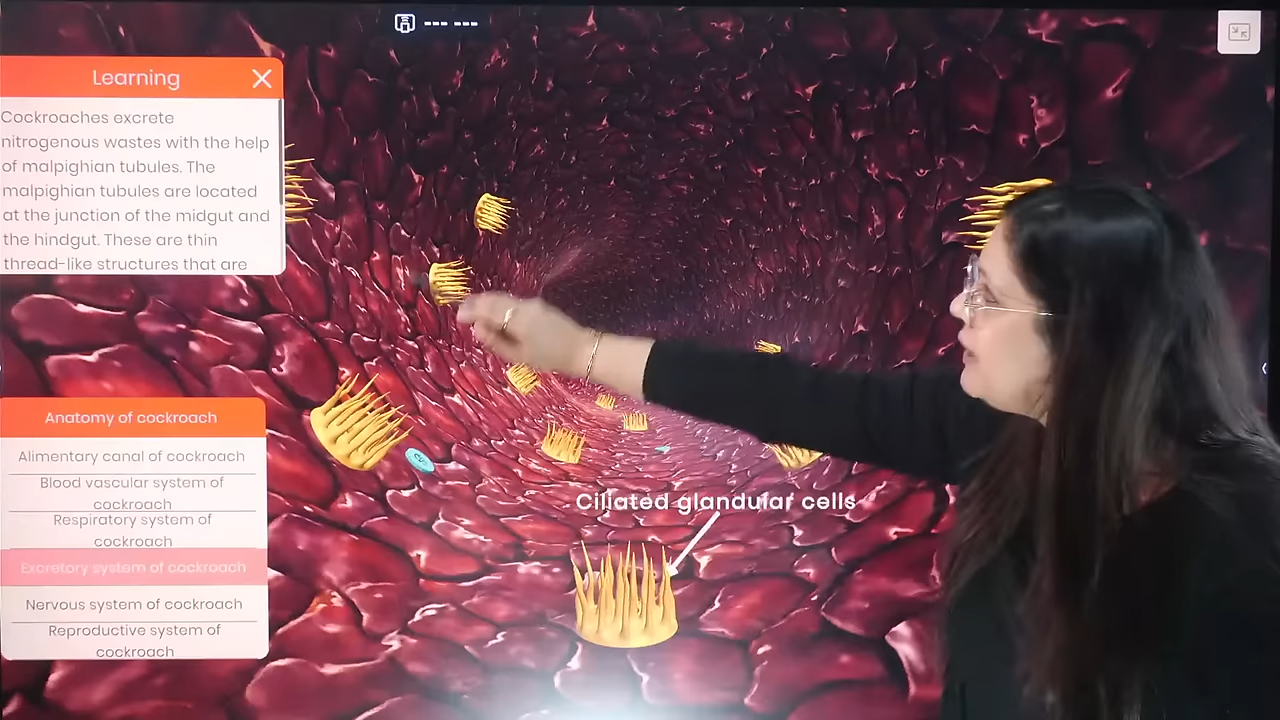 Learning
Cockroaches excrete
nitrogenous wastes with the help
of malpighian tubules. The
malpighian tubules are located
at the junction of the midgut and
the hindgut. These are thin
thread-like structures that are
Anatomy of cockroach
Alimentary canal of cockroach
Blood vascular system of
cockroach
Respiratory system of
cockroach
Excretory system of cockroach
Nervous system of cockroach
Reproductive system of
cockroach
Ciliated glandular cells